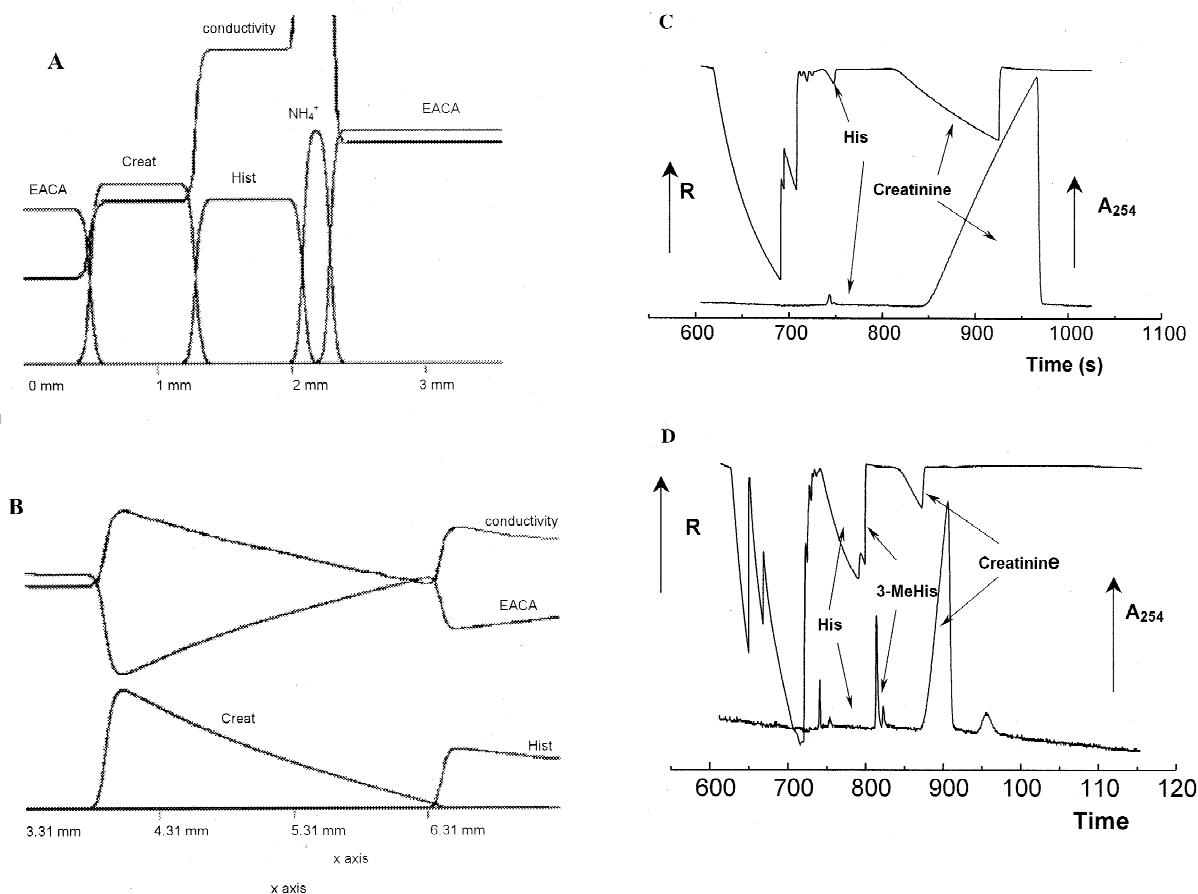 A
conductivity
NH4+
EACA
Creat
EACA
Hist
0 mm
1 mm
2 mm
3 mm
B
conductivity
EACA
Creat
Hist
3.31 mm
4.31 mm
5.31 mm
6.31 mm
x axis
x axis
C
His
R
Creatinine
A254
600
700
800
900
1000
1100
Time (s)
D
R
Creatinine
3-MeHis
His
A254
600
700
800
900
100
110
120
Time